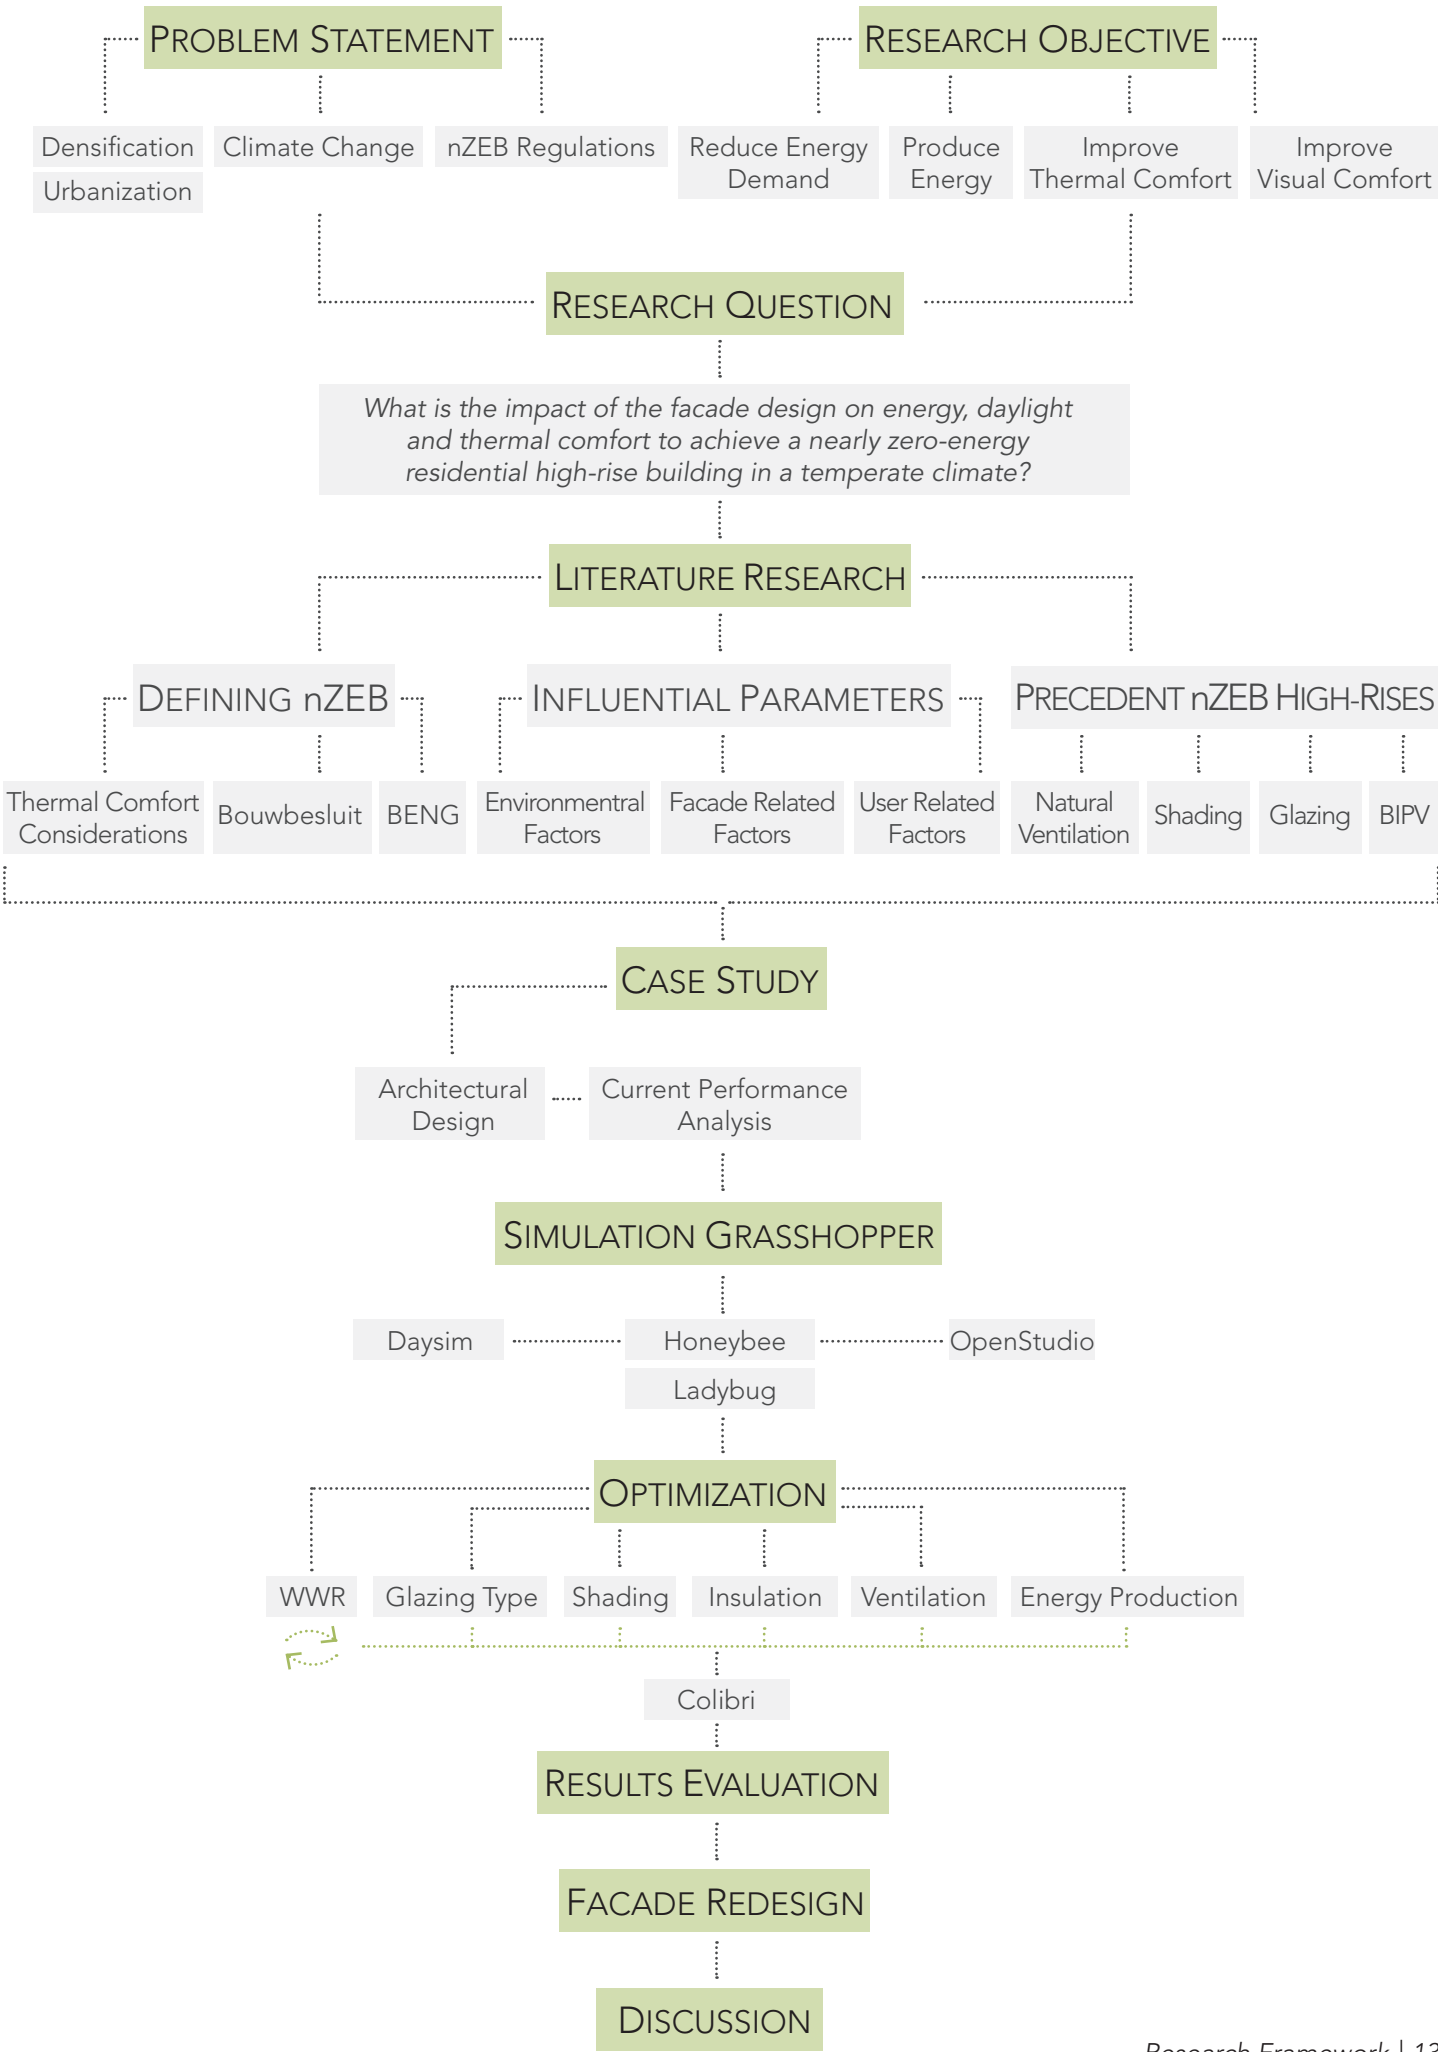 PROBLEM STATEMENT
RESEARCH OBJECTIVE
Densification
Urbanization
Climate Change
nZEB Regulations
Reduce Energy
Demand
Produce
Energy
Improve
Thermal Comfort
Improve
Visual Comfort
RESEARCH QUESTION
What is the impact of the facade design on energy, daylight
and thermal comfort to achieve a nearly zero-energy
residential high-rise building in a temperate climate?
LITERATURE RESEARCH
DEFINING nZEB
INFLUENTIAL PARAMETERS
PRECEDENT nZEB HIGH-RISES
Thermal Comfort
Considerations
Bouwbesluit
BENG
Environmentral
Factors
Facade Related
Factors
User Related
Factors
Natural
Ventilation
Shading
Glazing
BIPV
CASE STUDY
Architectural
Design
Current Performance
Analysis
SIMULATION GRASSHOPPER
Daysim
Honeybee
OpenStudio
Ladybug
OPTIMIZATION
WWR
Glazing Type
Shading
Insulation
Ventilation
Energy Production
Colibri
RESULTS EVALUATION
FACADE REDESIGN
DISCUSSION
Research Framework | 13